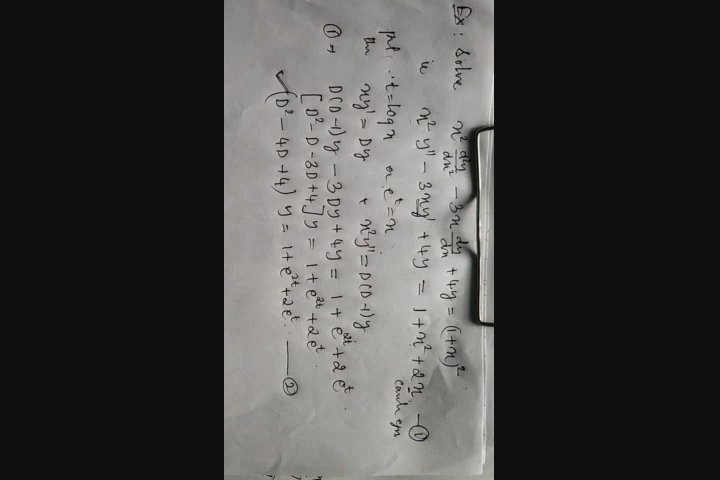 Ex: Solve x² d²y/dx² - 3x dy/dx + 4y = (1+x)².
ie x² y'' - 3xy' + 4y = 1 + x² + 2x — ①
Cauchy eqn
put t = log x or e^t = x.
then xy' = Dy & x²y'' = D(D-1)y
① → D(D-1)y - 3Dy + 4y = 1 + e^2t + 2e^t.
[D² - D - 3D + 4]y = 1 + e^2t + 2e^t.
(D² - 4D + 4) y = 1 + e^2t + 2e^t. — ②